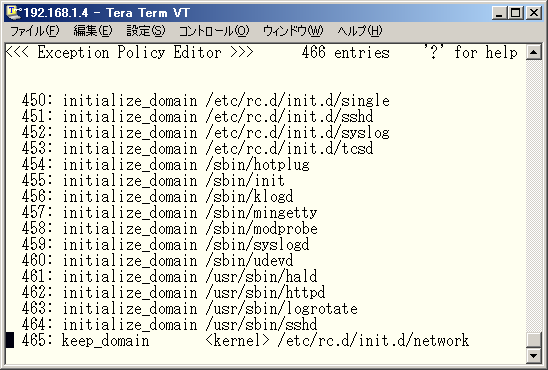 192.168.1.4 - Tera Term VT
ファイル(F) 編集(E) 設定(S) コントロール(O) ウィンドウ(W) ヘルプ(H)
<<< Exception Policy Editor >>> 466 entries '?' for help
450: initialize_domain /etc/rc.d/init.d/single
451: initialize_domain /etc/rc.d/init.d/sshd
452: initialize_domain /etc/rc.d/init.d/syslog
453: initialize_domain /etc/rc.d/init.d/tcsd
454: initialize_domain /sbin/hotplug
455: initialize_domain /sbin/init
456: initialize_domain /sbin/klogd
457: initialize_domain /sbin/mingetty
458: initialize_domain /sbin/modprobe
459: initialize_domain /sbin/syslogd
460: initialize_domain /sbin/udevd
461: initialize_domain /usr/sbin/hald
462: initialize_domain /usr/sbin/httpd
463: initialize_domain /usr/sbin/logrotate
464: initialize_domain /usr/sbin/sshd
465: keep_domain <kernel> /etc/rc.d/init.d/network